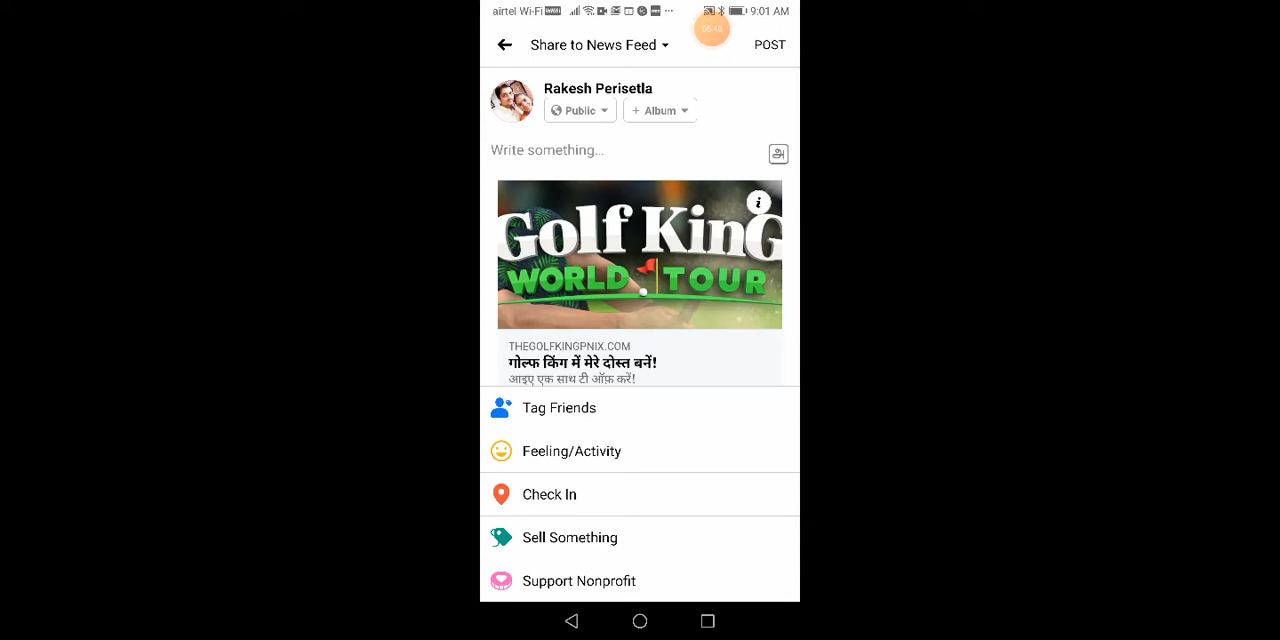 airtel Wi-Fi 9:01 AM
05:46
Share to News Feed
POST
Rakesh Perisetla
Public
+ Album
Write something...
அ
i
Golf King
WORLD TOUR
THEGOLFKINGPNIX.COM
गोल्फ किंग में मेरे दोस्त बनें!
आइए एक साथ टी ऑफ़ करें!
Tag Friends
Feeling/Activity
Check In
Sell Something
Support Nonprofit